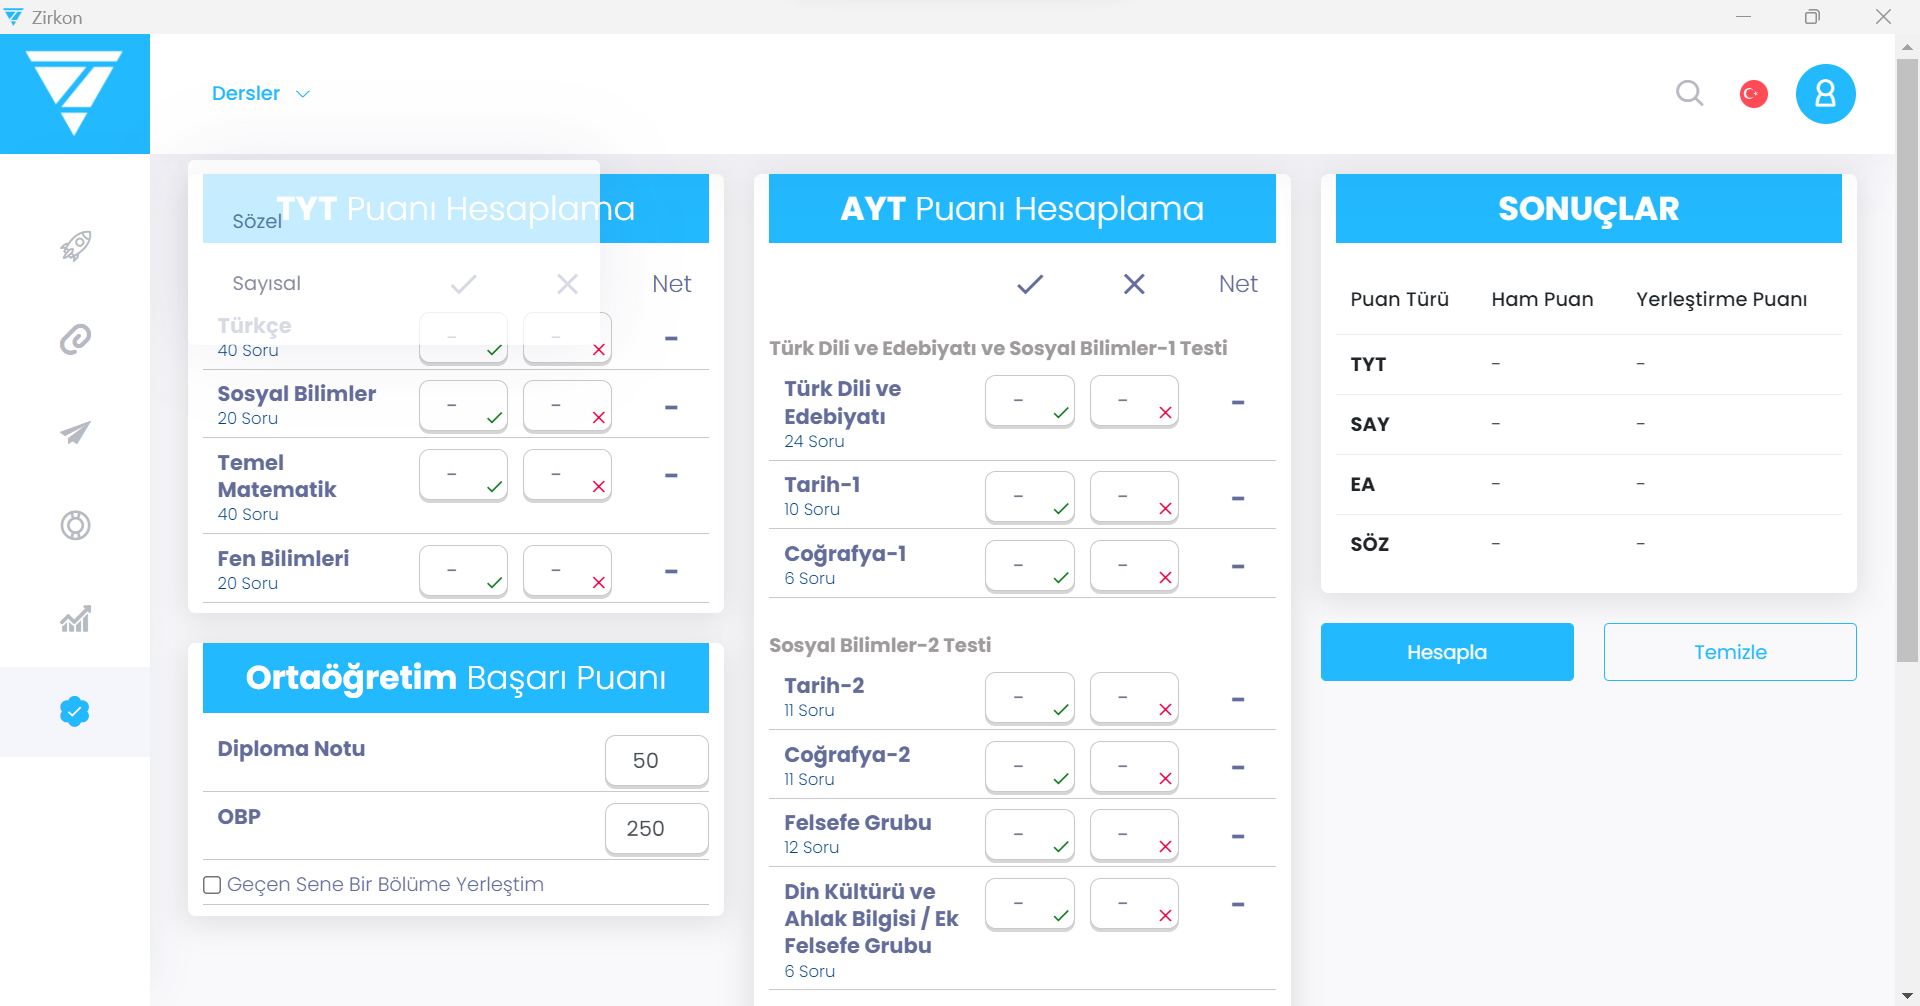 Zirkon
Dersler
TYT Puanı Hesaplama
Sözel
Sayısal
Net
Türkçe
40 Soru
- - -
Sosyal Bilimler
20 Soru
- - -
Temel
Matematik
40 Soru
- - -
Fen Bilimleri
20 Soru
- - -
Ortaöğretim Başarı Puanı
Diploma Notu
50
OBP
250
Geçen Sene Bir Bölüme Yerleştim
AYT Puanı Hesaplama
Net
Türk Dili ve Edebiyatı ve Sosyal Bilimler-1 Testi
Türk Dili ve
Edebiyatı
24 Soru
- - -
Tarih-1
10 Soru
- - -
Coğrafya-1
6 Soru
- - -
Sosyal Bilimler-2 Testi
Tarih-2
11 Soru
- - -
Coğrafya-2
11 Soru
- - -
Felsefe Grubu
12 Soru
- - -
Din Kültürü ve
Ahlak Bilgisi / Ek
Felsefe Grubu
6 Soru
- - -
SONUÇLAR
Puan Türü Ham Puan Yerleştirme Puanı
TYT - -
SAY - -
EA - -
SÖZ - -
Hesapla
Temizle